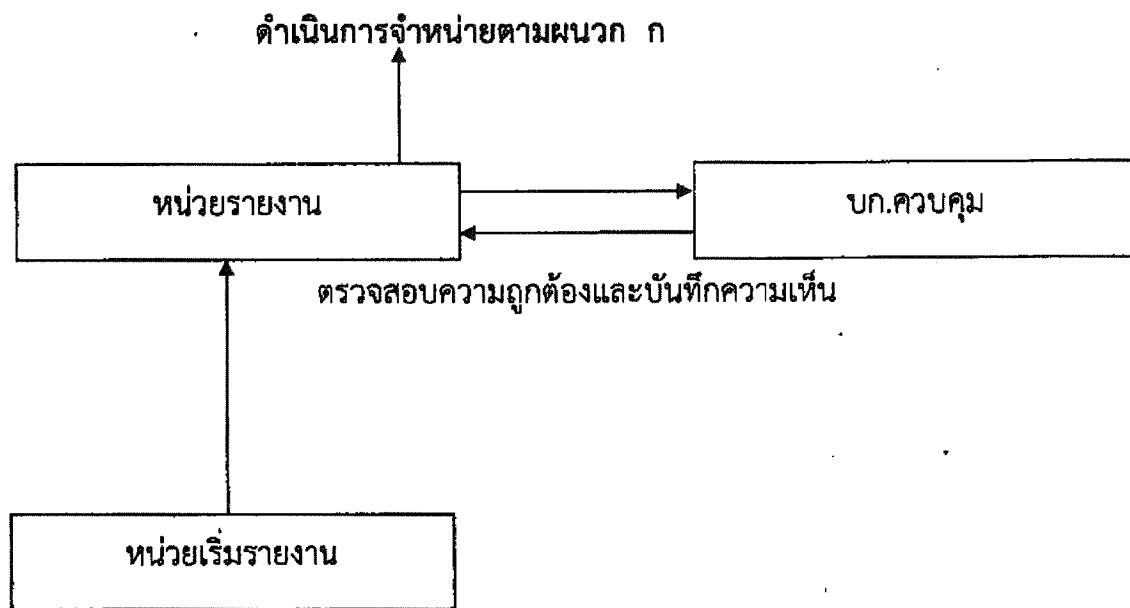 ดำเนินการจำหน่ายตามผนวก ก
หน่วยรายงาน
บก.ควบคุม
ตรวจสอบความถูกต้องและบันทึกความเห็น
หน่วยเริ่มรายงาน